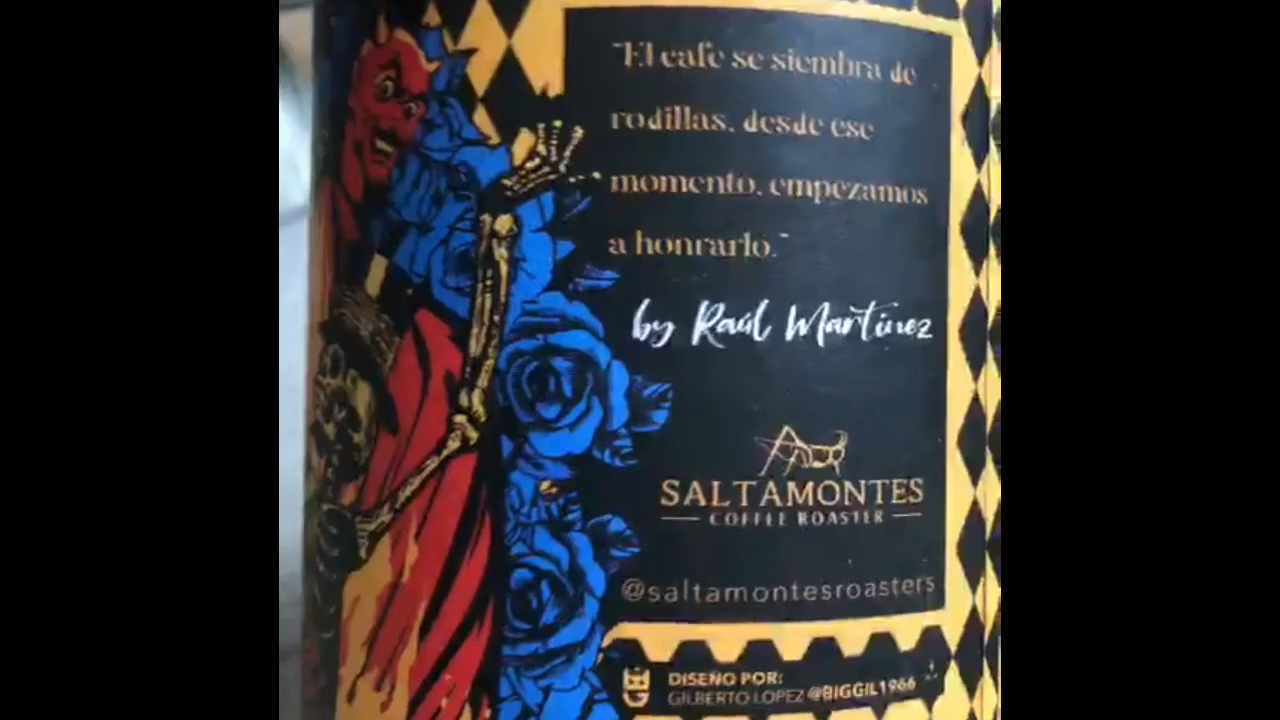 "El cafe se siembra de
rodillas, desde ese
momento, empezamos
a honrarlo."
by Raúl Martínez
SALTAMONTES
COFFEE ROASTER
@saltamontesroasters
DISEÑO POR:
GILBERTO LOPEZ @BIGGIL1966